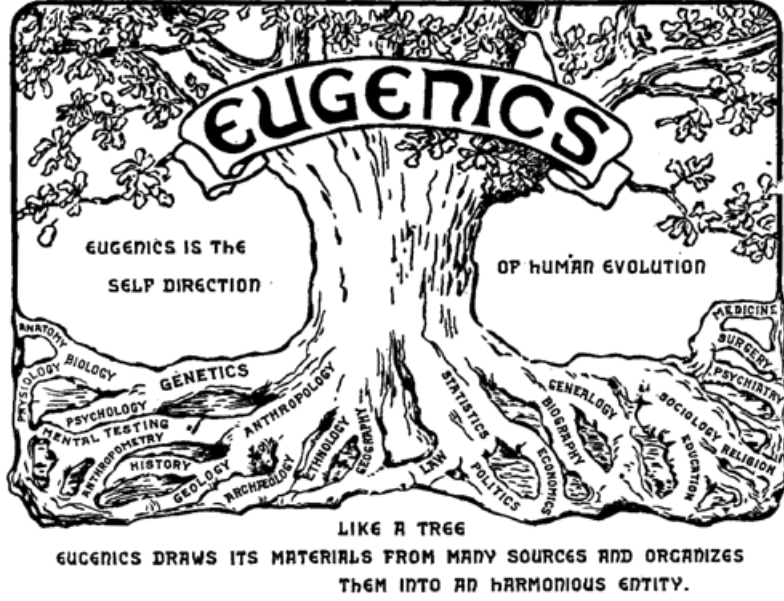 EUGENICS
EUGENICS IS THE
SELF DIRECTION
OF HUMAN EVOLUTION
ANATOMY
PHYSIOLOGY
BIOLOGY
GENETICS
PSYCHOLOGY
MENTAL TESTING
ANTHROPOMETRY
HISTORY
GEOLOGY
ANTHROPOLOGY
ARCHÆOLOGY
ETHNOLOGY
GEOGRAPHY
LAW
STATISTICS
POLITICS
ECONOMICS
BIOGRAPHY
GENEALOGY
EDUCATION
SOCIOLOGY
RELIGION
PSYCHIATRY
SURGERY
MEDICINE
LIKE A TREE
EUGENICS DRAWS ITS MATERIALS FROM MANY SOURCES AND ORGANIZES
THEM INTO AN HARMONIOUS ENTITY.